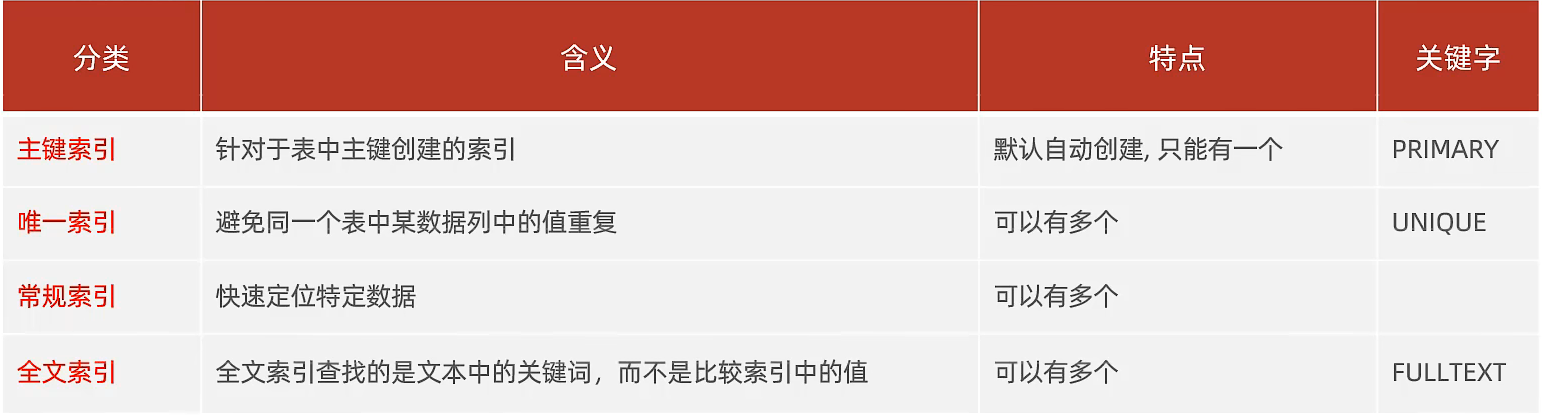 分类 含义 特点 关键字
主键索引 针对于表中主键创建的索引 默认自动创建, 只能有一个 PRIMARY
唯一索引 避免同一个表中某数据列中的值重复 可以有多个 UNIQUE
常规索引 快速定位特定数据 可以有多个
全文索引 全文索引查找的是文本中的关键词，而不是比较索引中的值 可以有多个 FULLTEXT